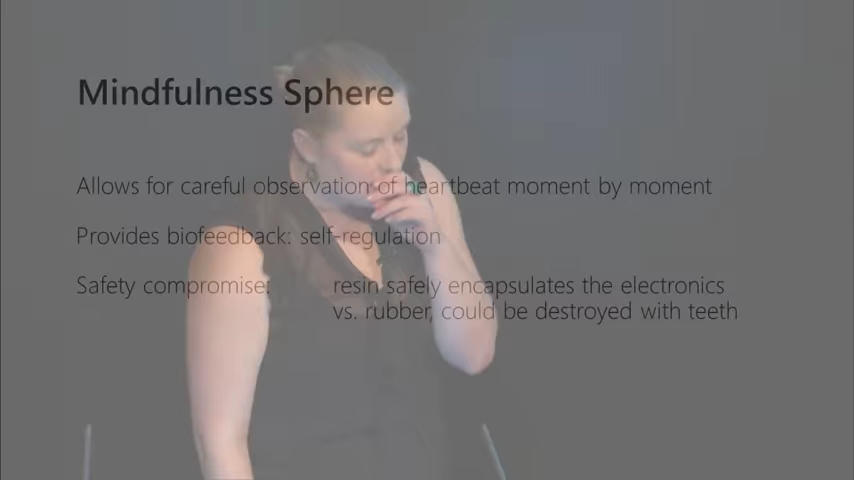 Mindfulness Sphere
Allows for careful observation of heartbeat moment by moment
Provides biofeedback: self-regulation
Safety compromise: resin safely encapsulates the electronics
vs. rubber, could be destroyed with teeth